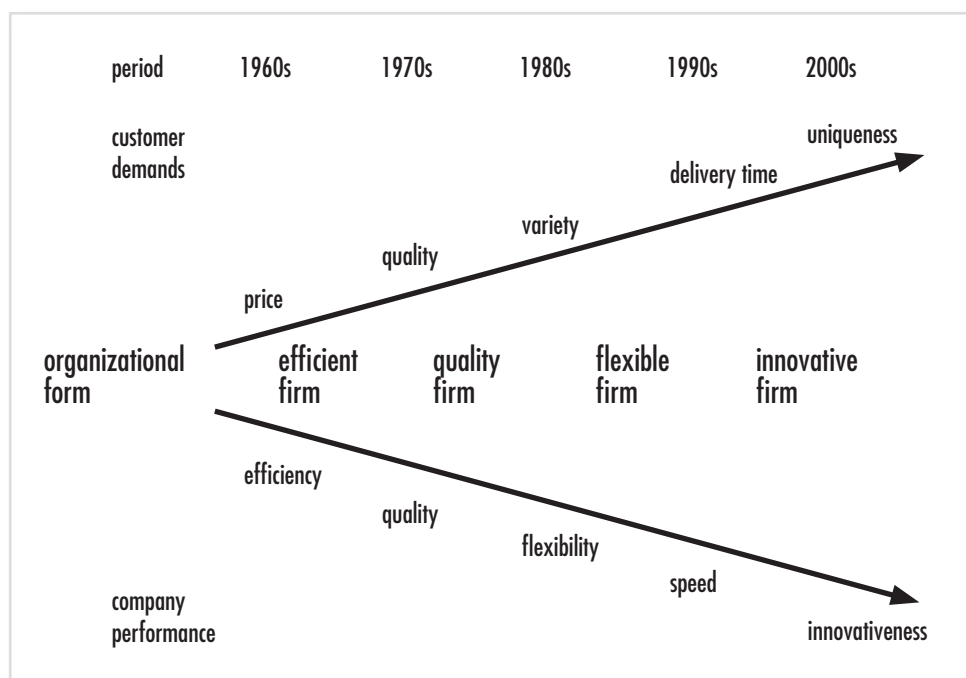 period 1960s 1970s 1980s 1990s 2000s
customer
demands
uniqueness
delivery time
variety
quality
price
organizational
form
efficient
firm
quality
firm
flexible
firm
innovative
firm
efficiency
quality
flexibility
speed
company
performance
innovativeness